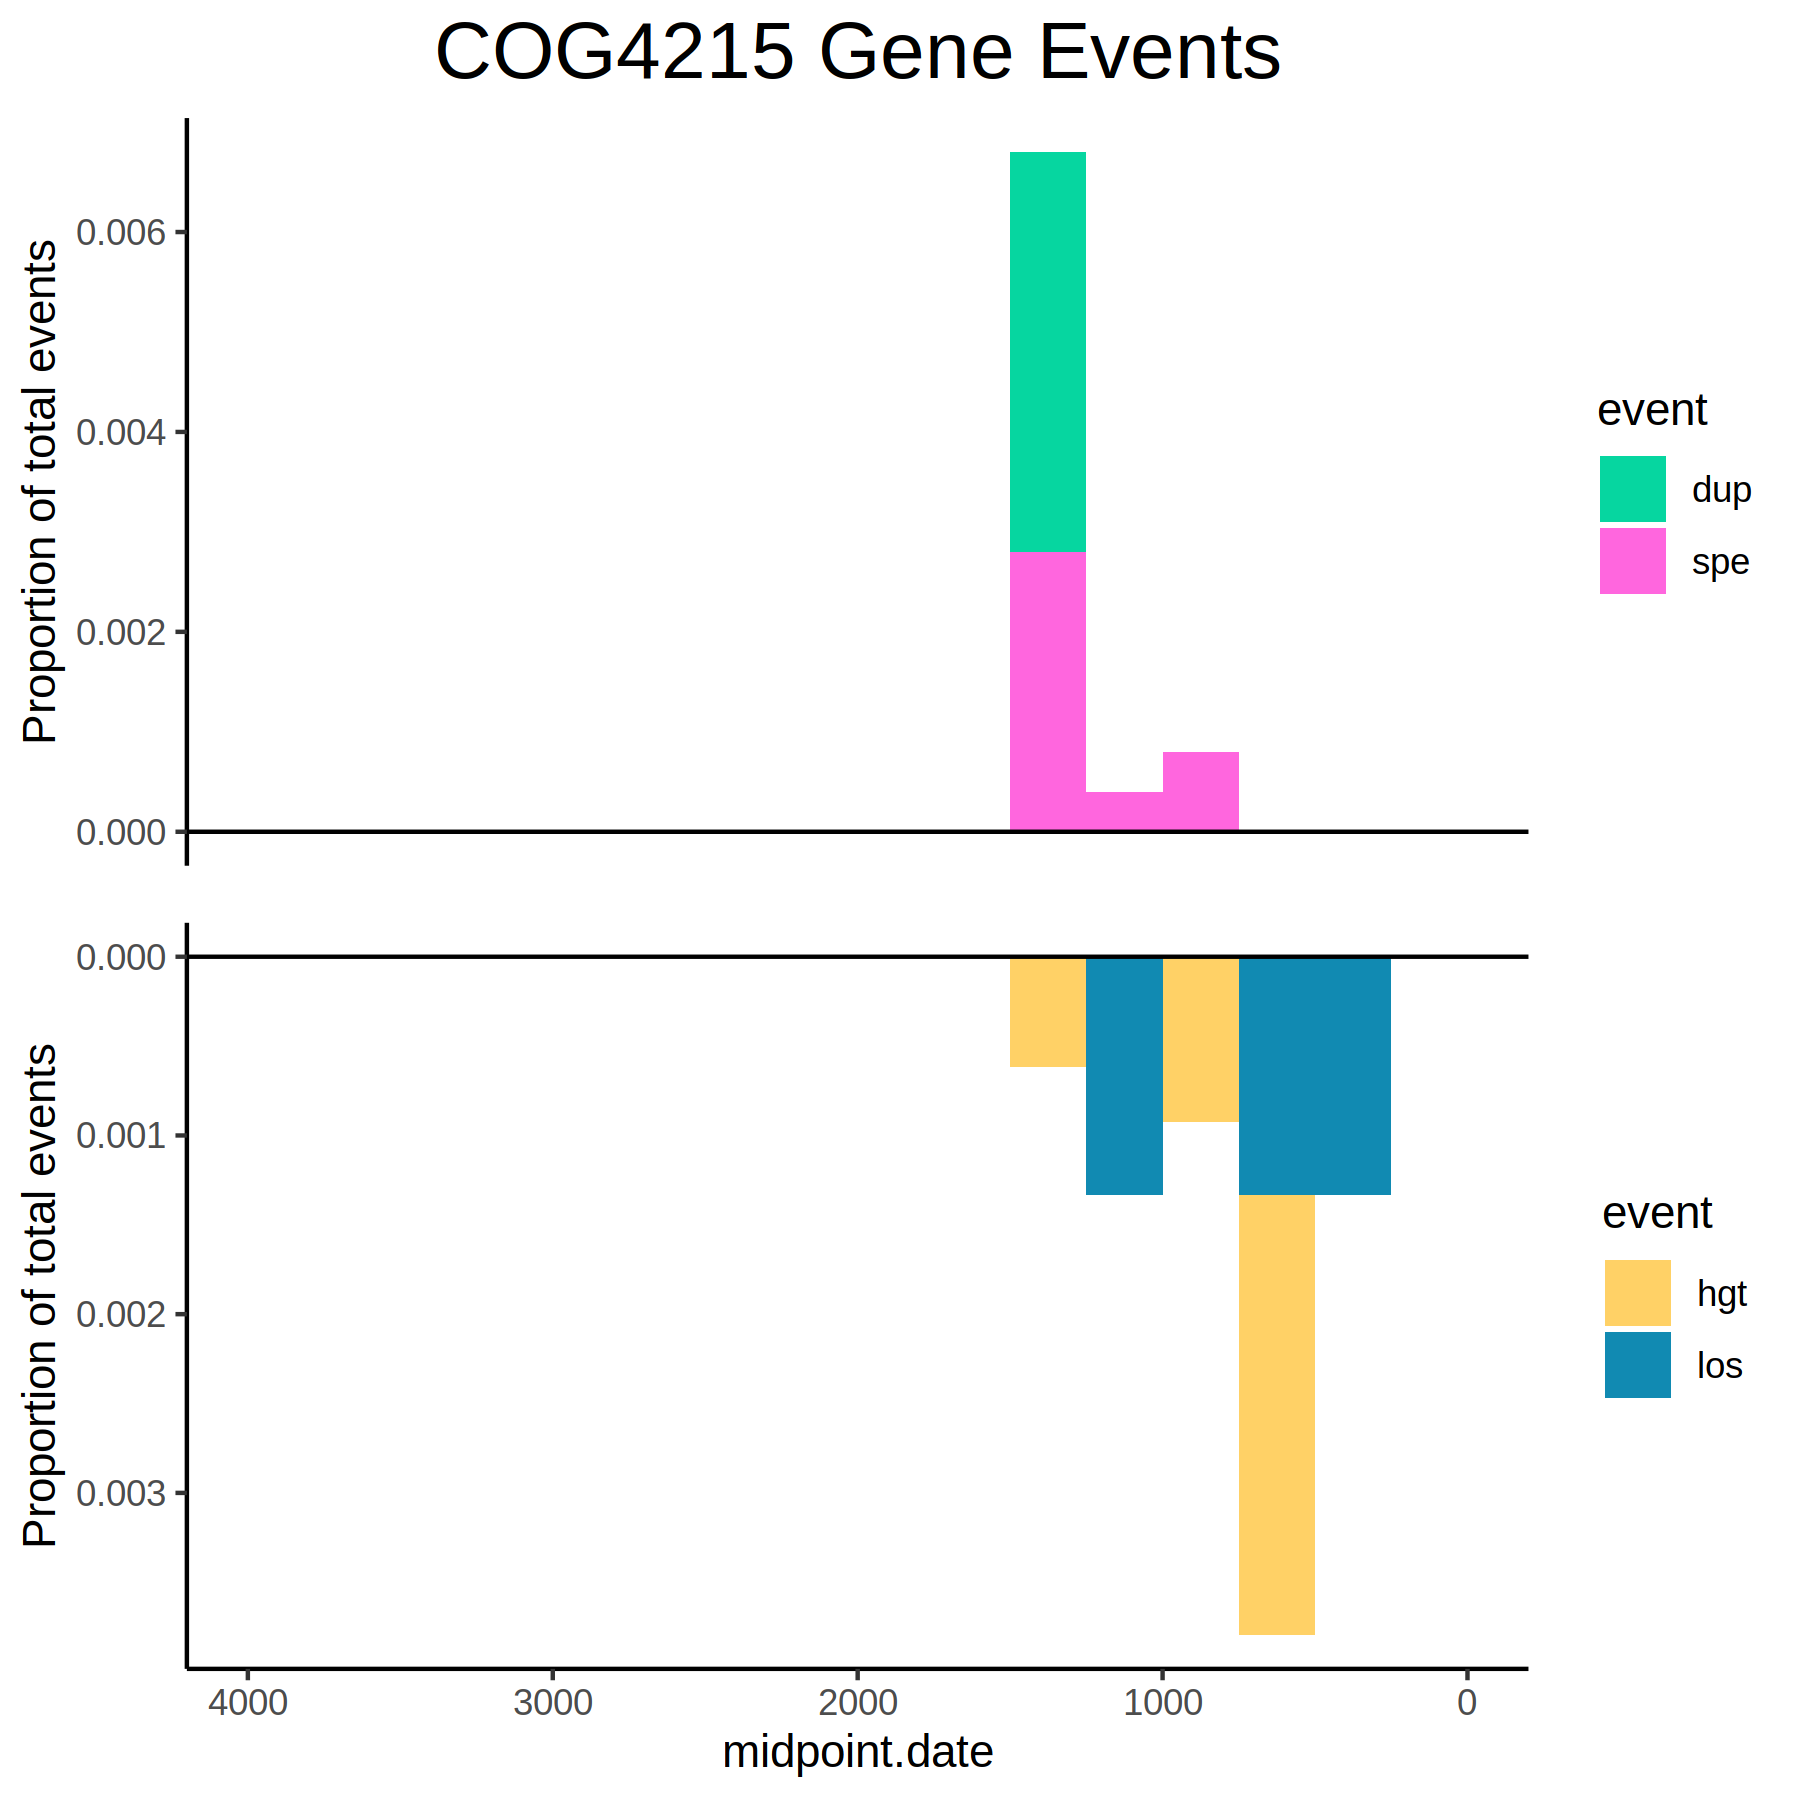 COG4215 Gene Events
Proportion of total events
0.006
0.004
0.002
0.000
event
dup
spe
Proportion of total events
0.000
0.001
0.002
0.003
event
hgt
los
4000 3000 2000 1000 0
midpoint.date